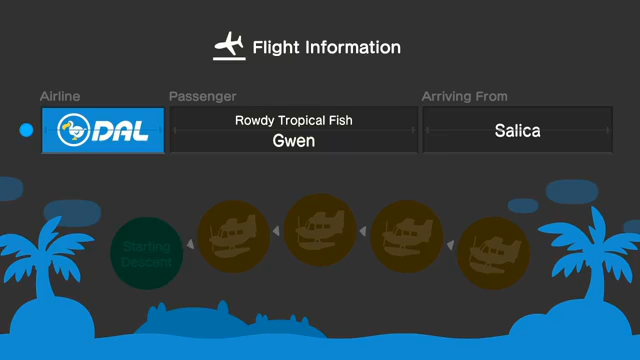 Flight Information
Airline
Passenger
Arriving From
DAL
Rowdy Tropical Fish
Gwen
Salica
Starting
Descent